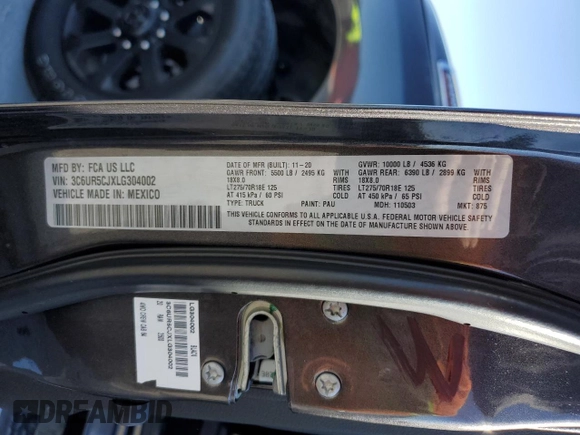 MFD BY: FCA US LLC
VIN: 3C6UR5CJXLG304002
VEHICLE MADE IN: MEXICO
DATE OF MFR (BUILT): 11-20
GAWR FRONT: 5500 LB / 2495 KG
WITH
18X8.0
RIMS
LT275/70R18E 125
TIRES
AT 415 kPa / 60 PSI
COLD
TYPE: TRUCK
PAINT: PAU
GVWR: 10000 LB / 4536 KG
GAWR REAR: 6390 LB / 2899 KG
WITH
18X8.0
RIMS
LT275/70R18E 125
TIRES
AT 450 kPa / 65 PSI
COLD
MDH: 110503
MKT: 875
THIS VEHICLE CONFORMS TO ALL APPLICABLE U.S.A. FEDERAL MOTOR VEHICLE SAFETY
STANDARDS IN EFFECT ON THE DATE OF MANUFACTURE SHOWN ABOVE.
LG304002
3C6UR5CJXLG304002
DREAMBID